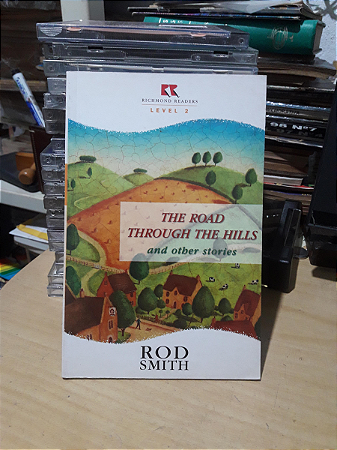 RICHMOND READERS
LEVEL 2
THE ROAD
THROUGH THE HILLS
and other stories
ROD
SMITH